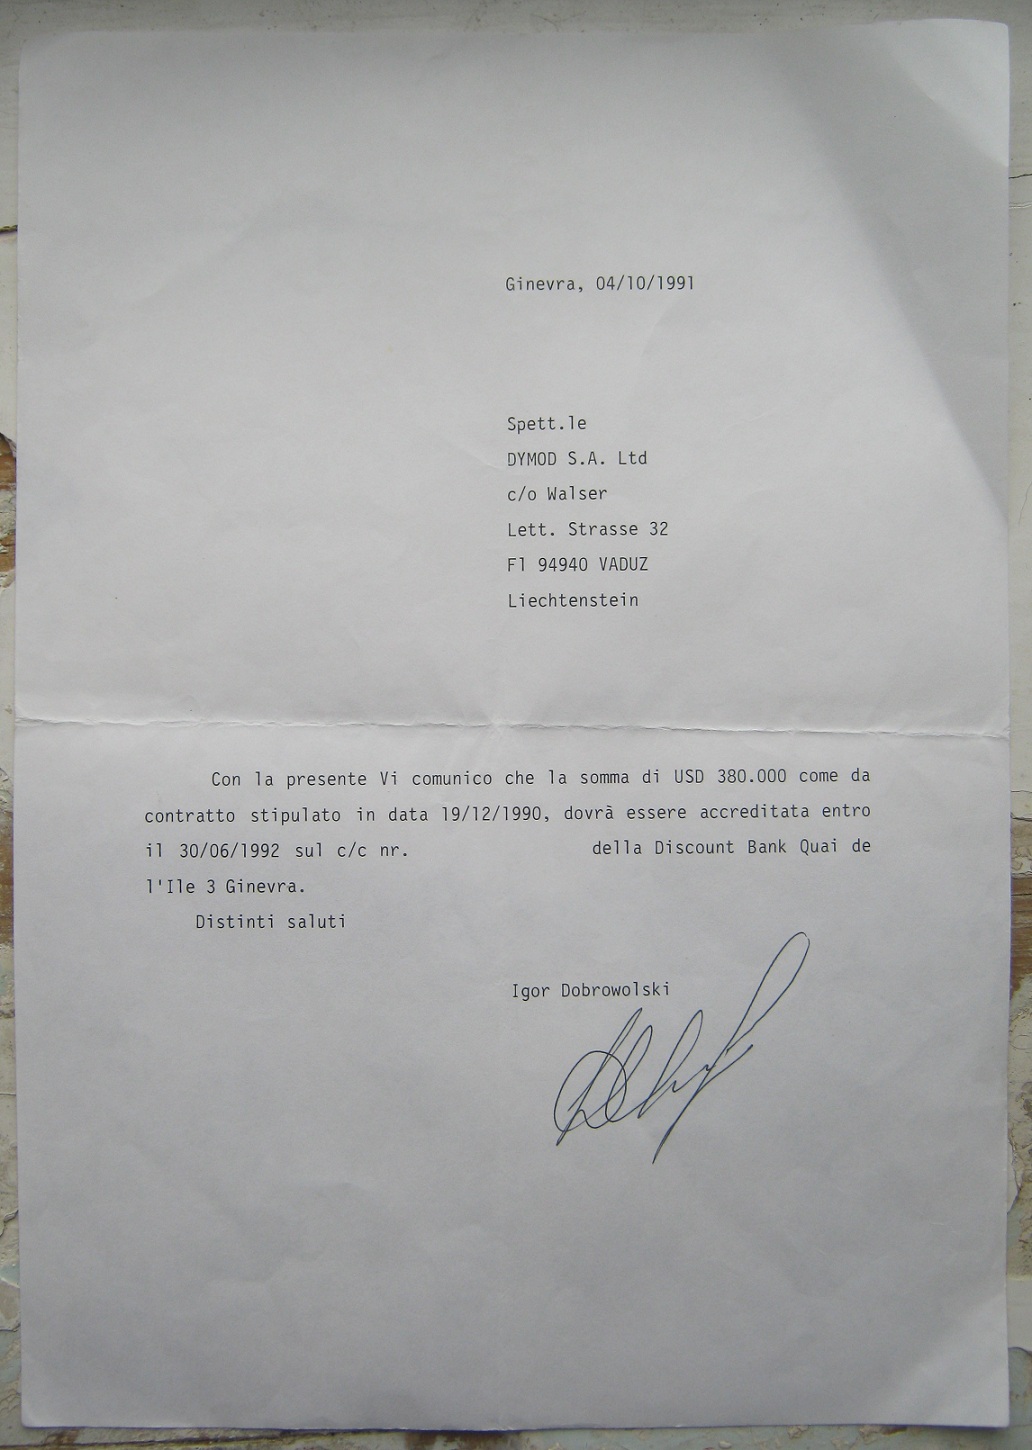 Ginevra, 04/10/1991
Spett.le
DYMOD S.A. Ltd
c/o Walser
Lett. Strasse 32
Fl 94940 VADUZ
Liechtenstein
Con la presente Vi comunico che la somma di USD 380.000 come da
contratto stipulato in data 19/12/1990, dovrà essere accreditata entro
il 30/06/1992 sul c/c nr. della Discount Bank Quai de
l'Ile 3 Ginevra.
Distinti saluti
Igor Dobrowolski